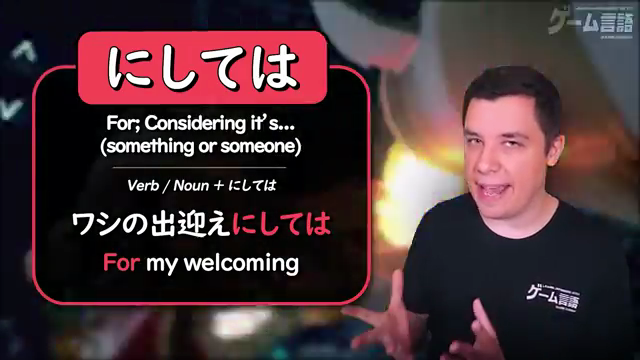 にしては
For; Considering it's...
(something or someone)
Verb / Noun + にしては
ワシの出迎えにしては
For my welcoming
ゲーム言語
ゲーム言語